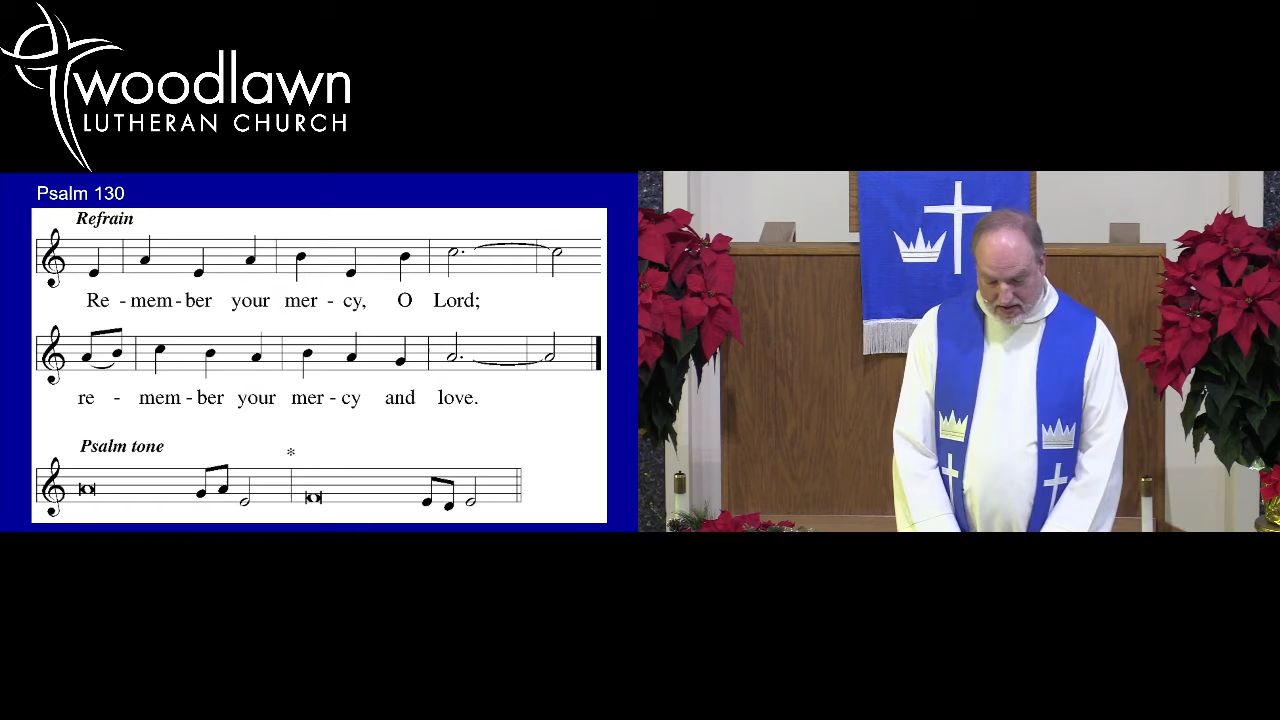 woodlawn
LUTHERAN CHURCH
Psalm 130
Refrain
Re - mem - ber your mer - cy, O Lord;
re - mem - ber your mer - cy and love.
Psalm tone
*